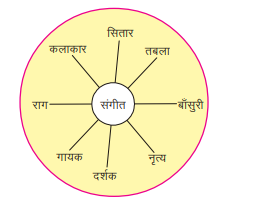 सितार
कलाकार
तबला
राग
संगीत
बाँसुरी
गायक
नृत्य
दर्शक